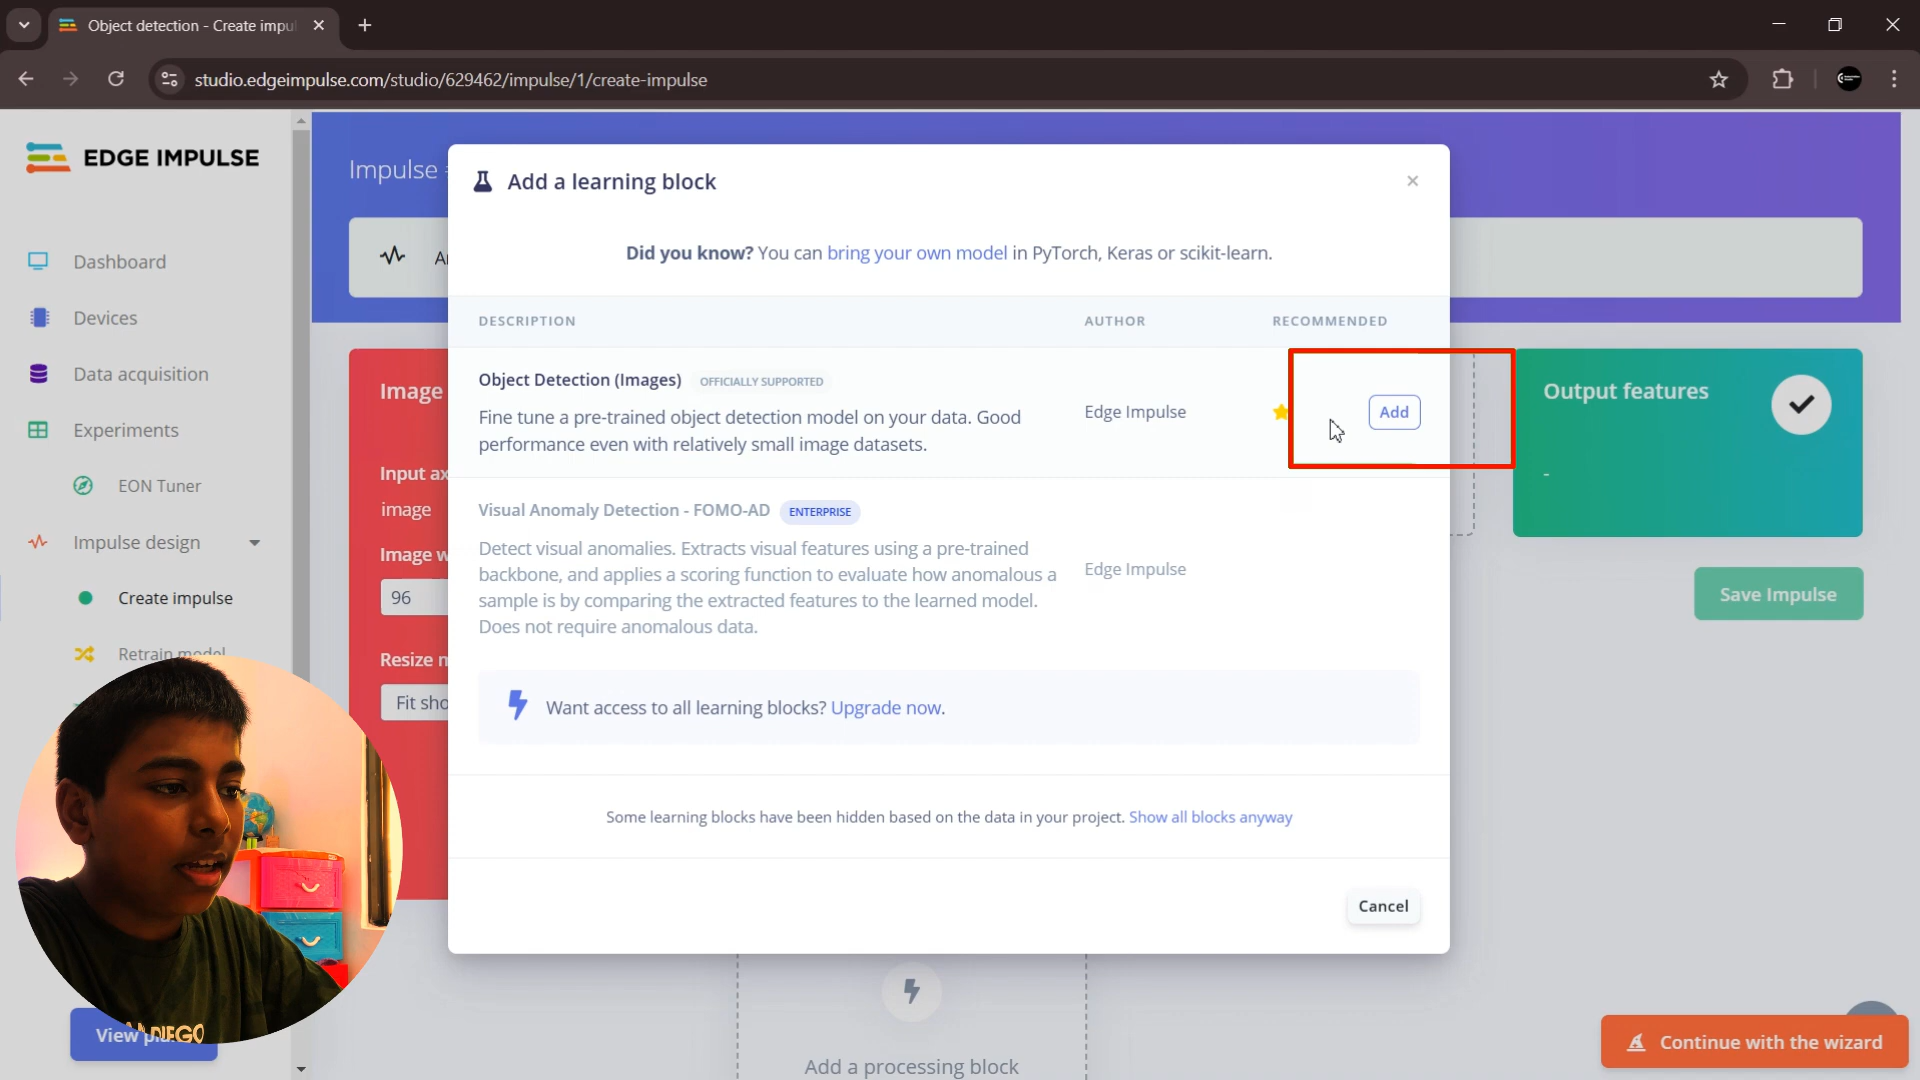 Object detection - Create impu
studio.edgeimpulse.com/studio/629462/impulse/1/create-impulse
EDGE IMPULSE
Dashboard
Devices
Data acquisition
Experiments
EON Tuner
Impulse design
Create impulse
Retrain model
View
Impulse
Image
Input ax
image
Image w
96
Resize m
Fit sho
Add a learning block
Did you know? You can bring your own model in PyTorch, Keras or scikit-learn.
DESCRIPTION AUTHOR RECOMMENDED
Object Detection (Images) OFFICIALLY SUPPORTED
Fine tune a pre-trained object detection model on your data. Good
performance even with relatively small image datasets.
Edge Impulse
Add
Visual Anomaly Detection - FOMO-AD ENTERPRISE
Detect visual anomalies. Extracts visual features using a pre-trained
backbone, and applies a scoring function to evaluate how anomalous a
sample is by comparing the extracted features to the learned model.
Does not require anomalous data.
Edge Impulse
Want access to all learning blocks? Upgrade now.
Some learning blocks have been hidden based on the data in your project. Show all blocks anyway
Cancel
Output features
-
Save Impulse
Add a processing block
Continue with the wizard
DIEGO